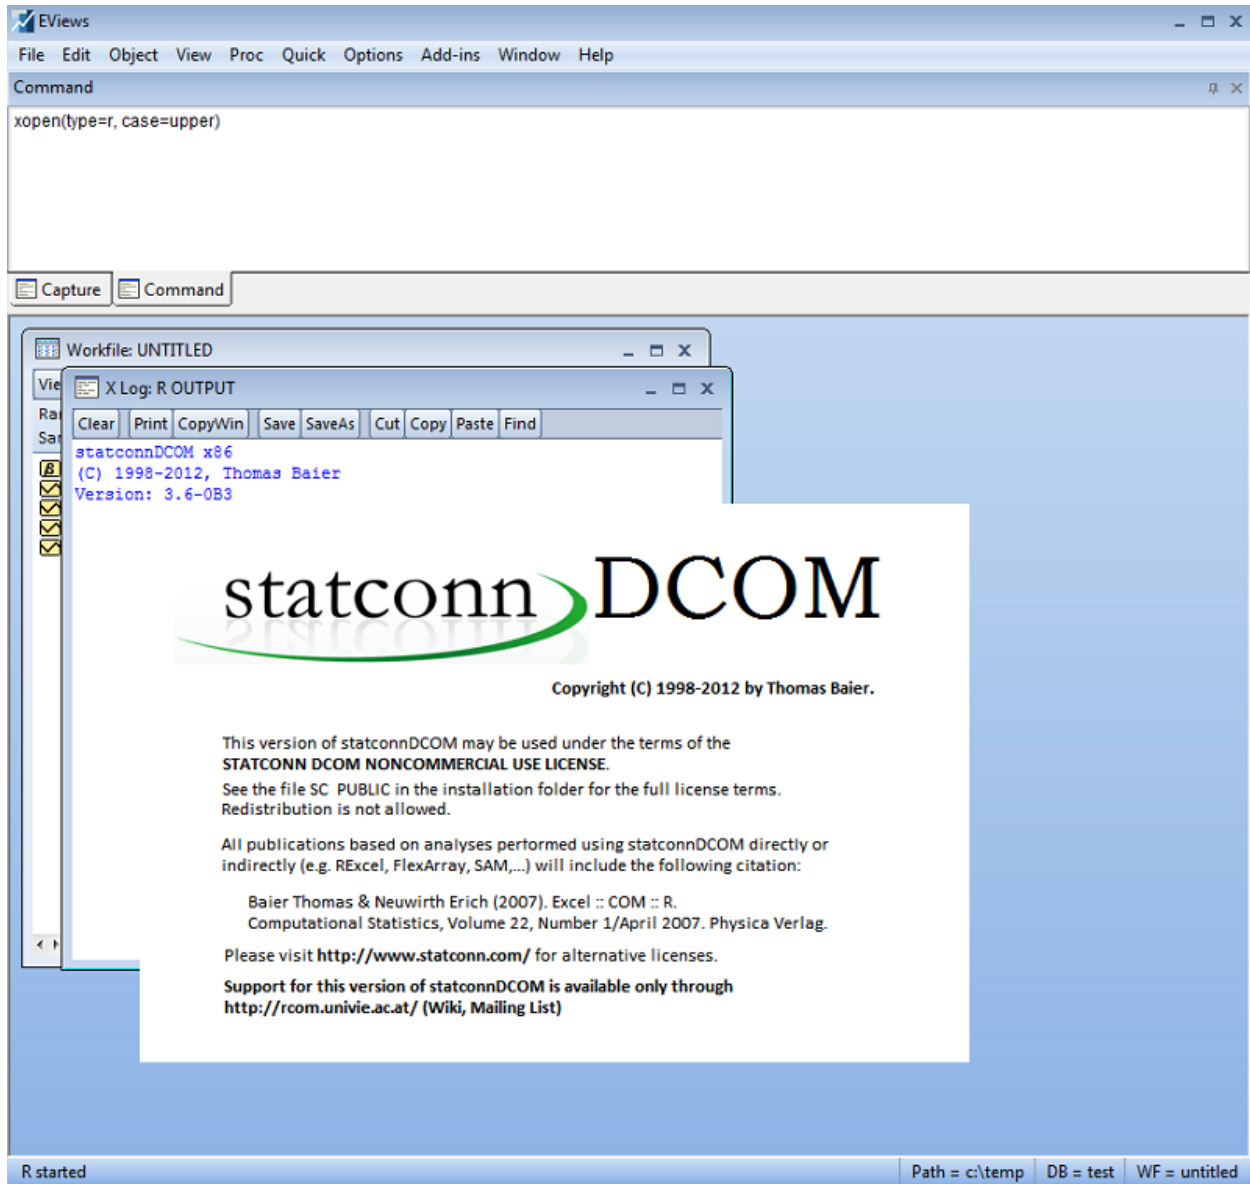 EViews
File Edit Object View Proc Quick Options Add-ins Window Help
Command
xopen(type=r, case=upper)
Capture Command
Workfile: UNTITLED
Vie
X Log: R OUTPUT
Ran
Clear Print CopyWin Save SaveAs Cut Copy Paste Find
Sar
statconnDCOM x86
(C) 1998-2012, Thomas Baier
Version: 3.6-0B3
statconn DCOM
Copyright (C) 1998-2012 by Thomas Baier.
This version of statconnDCOM may be used under the terms of the
STATCONN DCOM NONCOMMERCIAL USE LICENSE.
See the file SC PUBLIC in the installation folder for the full license terms.
Redistribution is not allowed.
All publications based on analyses performed using statconnDCOM directly or
indirectly (e.g. RExcel, FlexArray, SAM,...) will include the following citation:
Baier Thomas & Neuwirth Erich (2007). Excel :: COM :: R.
Computational Statistics, Volume 22, Number 1/April 2007. Physica Verlag.
Please visit http://www.statconn.com/ for alternative licenses.
Support for this version of statconnDCOM is available only through
http://rcom.univie.ac.at/ (Wiki, Mailing List)
R started Path = c:\temp DB = test WF = untitled